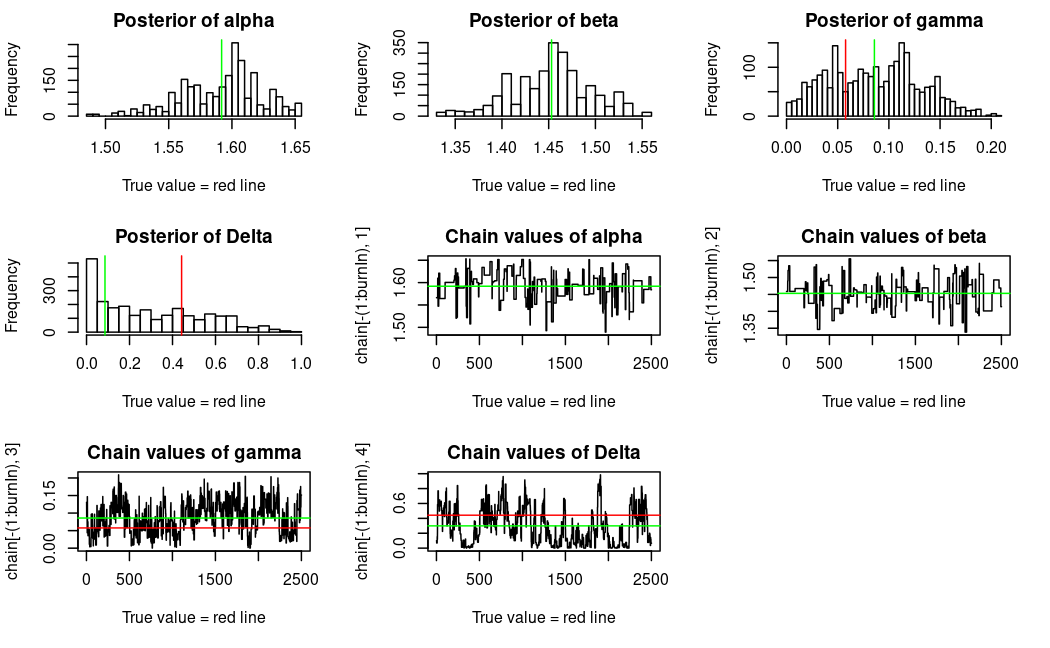 Posterior of alpha
Frequency
0 50 150
1.50 1.55 1.60 1.65
True value = red line
Posterior of beta
Frequency
0 50 150 350
1.35 1.40 1.45 1.50 1.55
True value = red line
Posterior of gamma
Frequency
0 100
0.00 0.05 0.10 0.15 0.20
True value = red line
Posterior of Delta
Frequency
0 300
0.0 0.2 0.4 0.6 0.8 1.0
True value = red line
Chain values of alpha
chain[-(1:burnIn), 1]
1.50 1.60
0 500 1500 2500
True value = red line
Chain values of beta
chain[-(1:burnIn), 2]
1.35 1.50
0 500 1500 2500
True value = red line
Chain values of gamma
chain[-(1:burnIn), 3]
0.00 0.15
0 500 1500 2500
True value = red line
Chain values of Delta
chain[-(1:burnIn), 4]
0.0 0.6
0 500 1500 2500
True value = red line